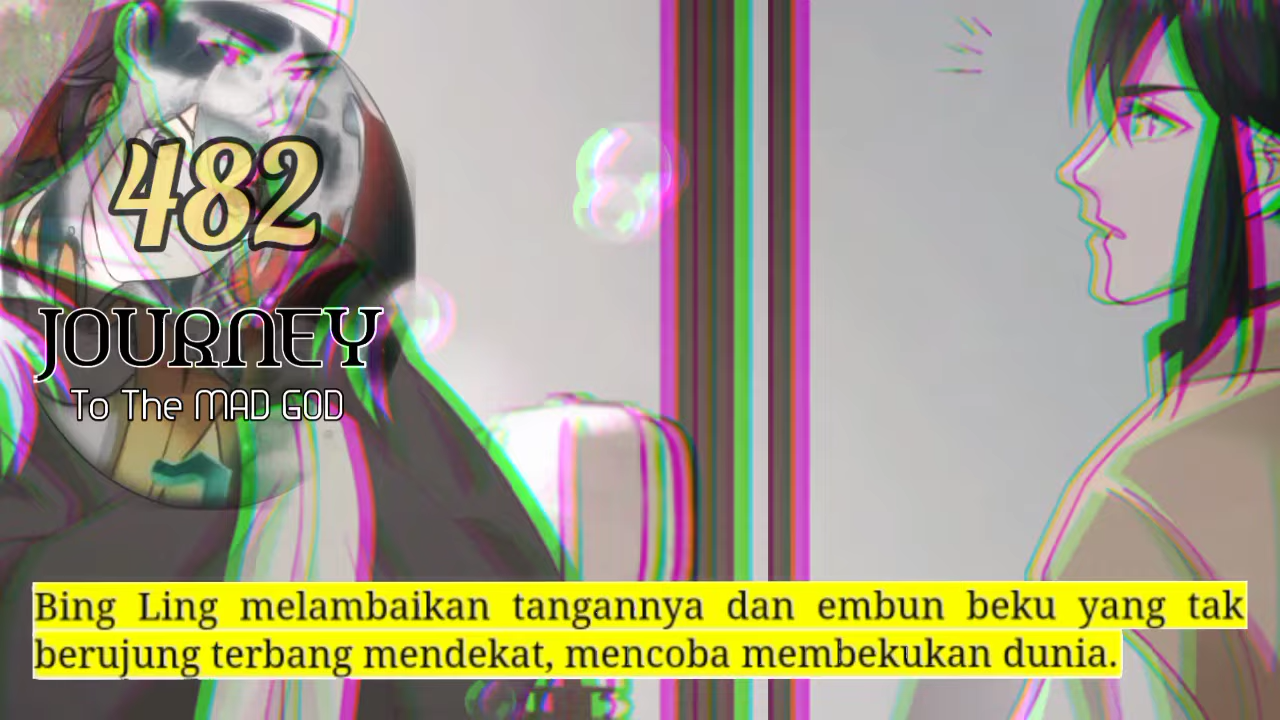 482
JOURNEY
To The MAD GOD
Bing Ling melambaikan tangannya dan embun beku yang tak
berujung terbang mendekat, mencoba membekukan dunia.